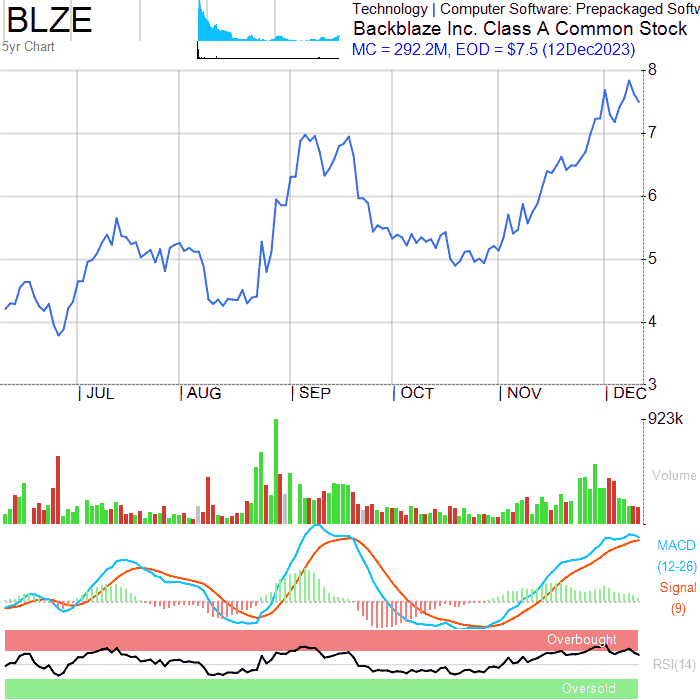 BLZE
5yr Chart
Technology | Computer Software: Prepackaged Softw
Backblaze Inc. Class A Common Stock
MC = 292.2M, EOD = $7.5 (12Dec2023)
8
7
6
5
4
3
JUL
AUG
SEP
OCT
NOV
DEC
923k
Volume
MACD
(12-26)
Signal
(9)
Overbought
RSI(14)
Oversold